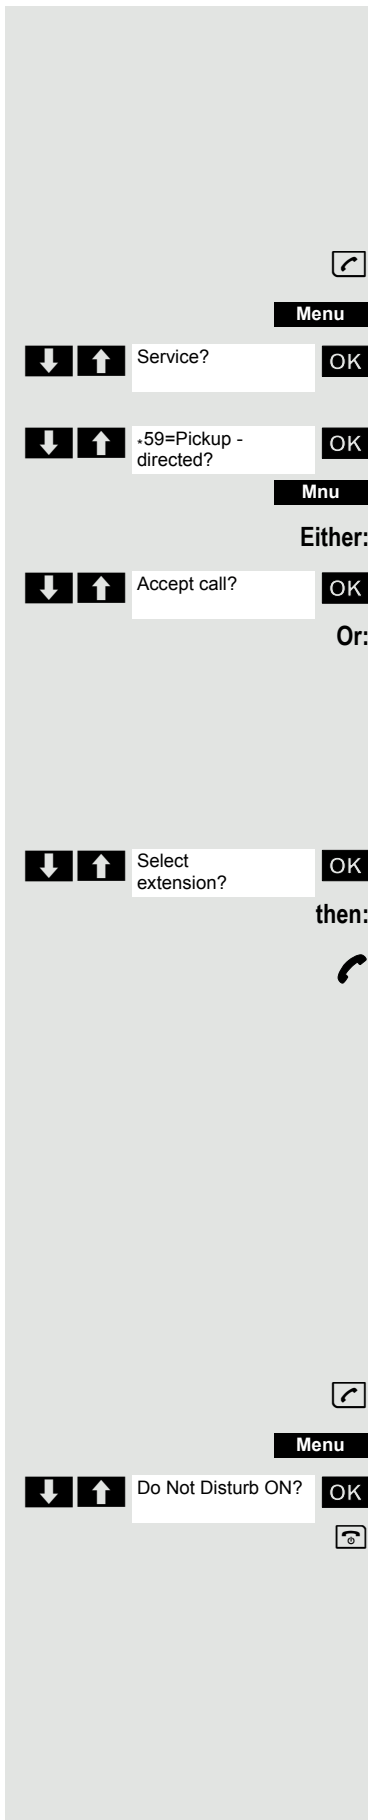 Menu
Service? OK
*59=Pickup - OK
directed?
Mnu
Either:
Accept call? OK
Or:
Select OK
extension?
then:
Menu
Do Not Disturb ON? OK